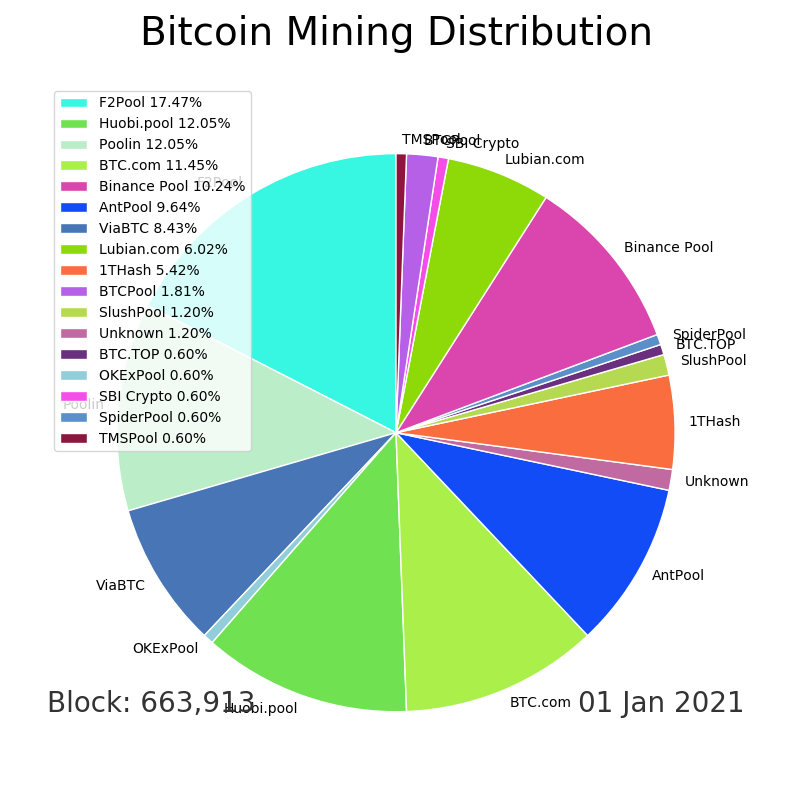 Bitcoin Mining Distribution
F2Pool 17.47%
Huobi.pool 12.05%
Poolin 12.05%
BTC.com 11.45%
Binance Pool 10.24%
AntPool 9.64%
ViaBTC 8.43%
Lubian.com 6.02%
1THash 5.42%
BTCPool 1.81%
SlushPool 1.20%
Unknown 1.20%
BTC.TOP 0.60%
OKExPool 0.60%
SBI Crypto 0.60%
SpiderPool 0.60%
TMSPool 0.60%
TMSPool
BTCPool
SBI Crypto
Lubian.com
Binance Pool
SpiderPool
BTC.TOP
SlushPool
1THash
Unknown
AntPool
BTC.com
Huobi.pool
OKExPool
ViaBTC
Poolin
F2Pool
Block: 663,913
01 Jan 2021